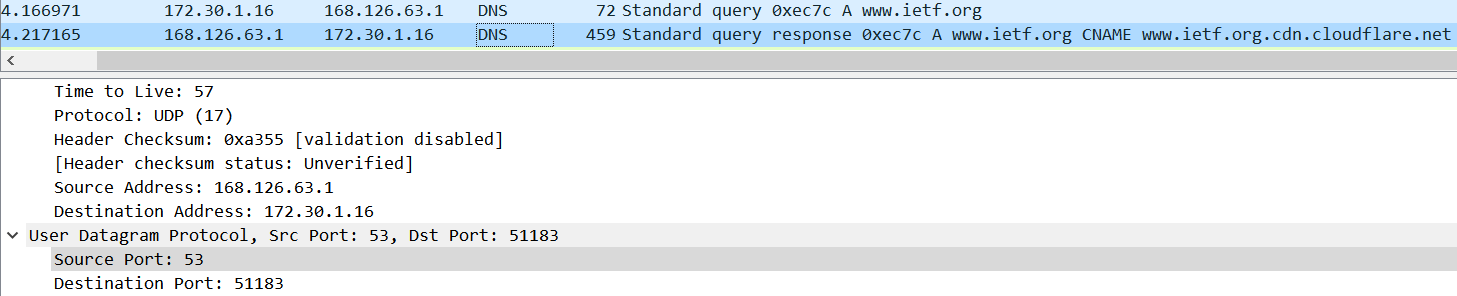 4.166971 172.30.1.16 168.126.63.1 DNS 72 Standard query 0xec7c A www.ietf.org
4.217165 168.126.63.1 172.30.1.16 DNS 459 Standard query response 0xec7c A www.ietf.org CNAME www.ietf.org.cdn.cloudflare.net
Time to Live: 57
Protocol: UDP (17)
Header Checksum: 0xa355 [validation disabled]
[Header checksum status: Unverified]
Source Address: 168.126.63.1
Destination Address: 172.30.1.16
User Datagram Protocol, Src Port: 53, Dst Port: 51183
Source Port: 53
Destination Port: 51183